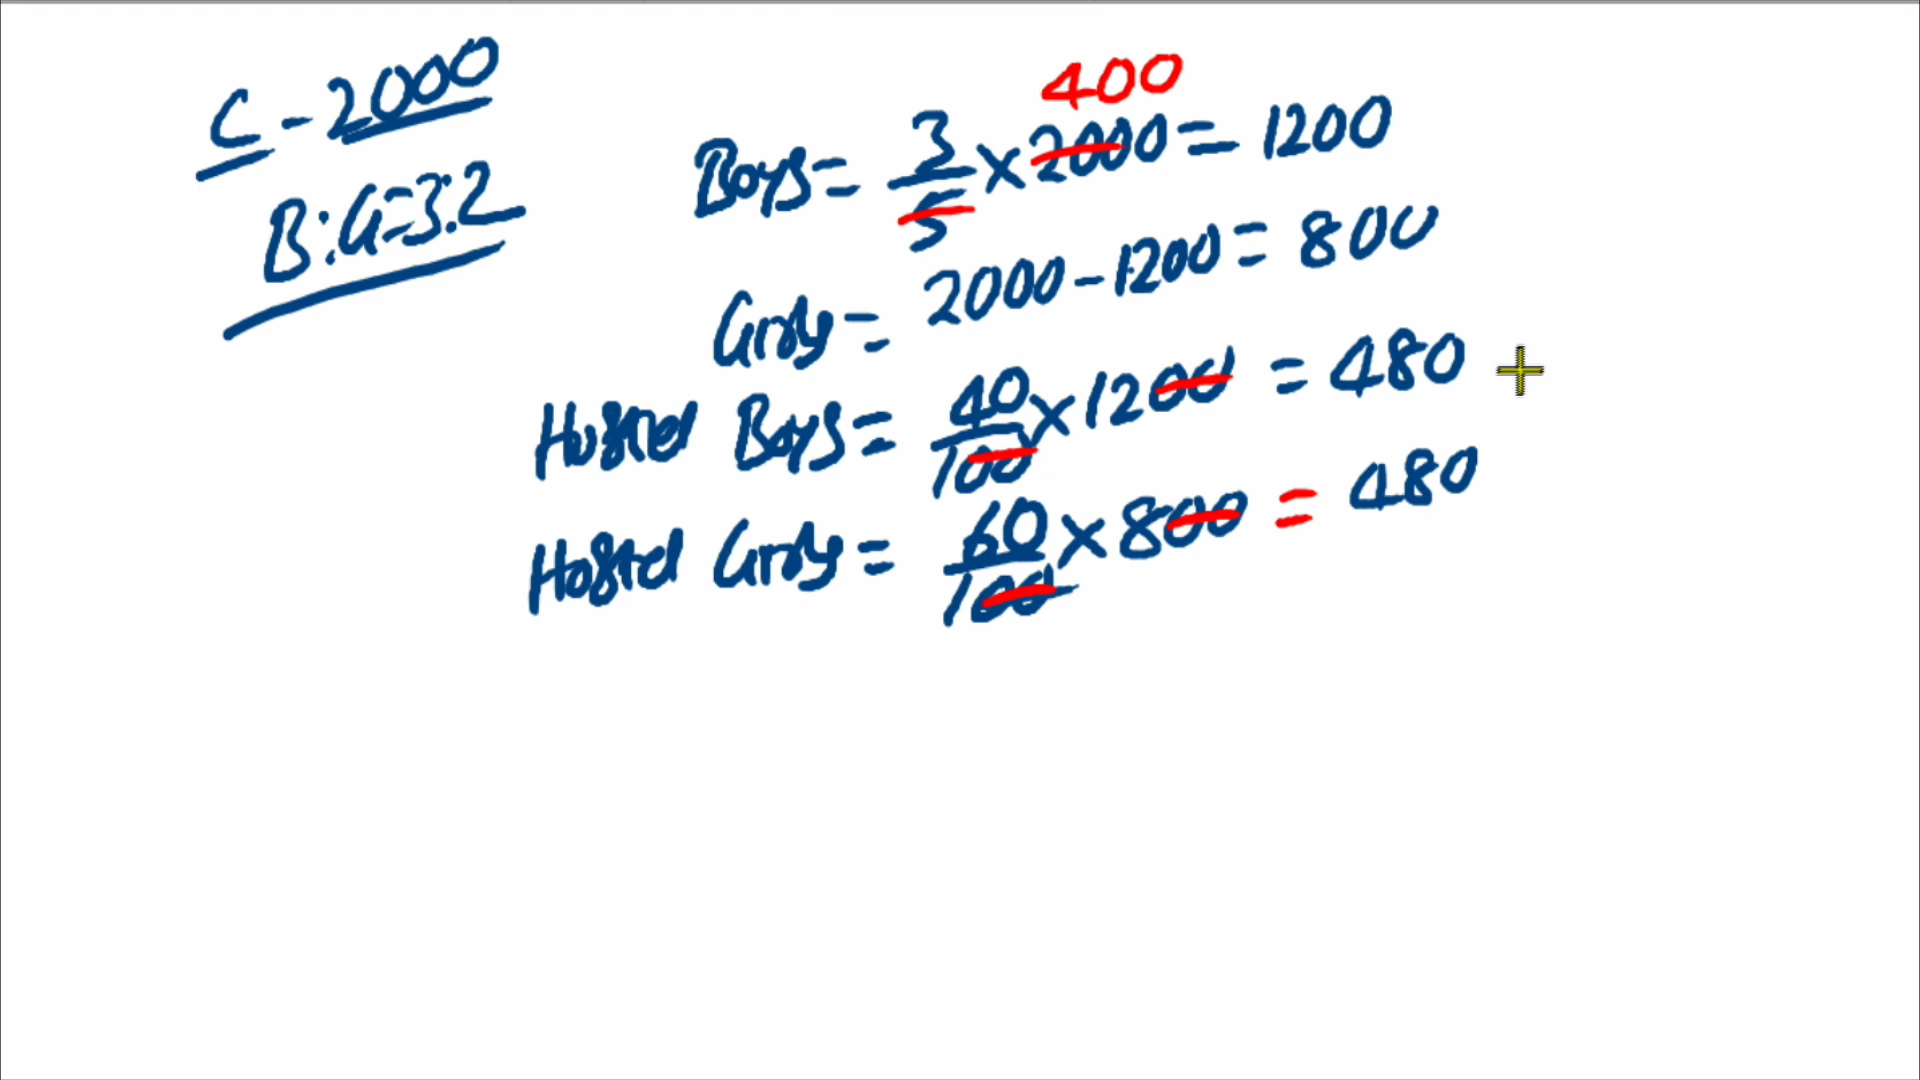 C - 2000
B:G=3:2
400
Boys = 3/5 × 2000 = 1200
Girls = 2000 - 1200 = 800
Hostel Boys = 40/100 × 1200 = 480
Hostel Girls = 60/100 × 800 = 480